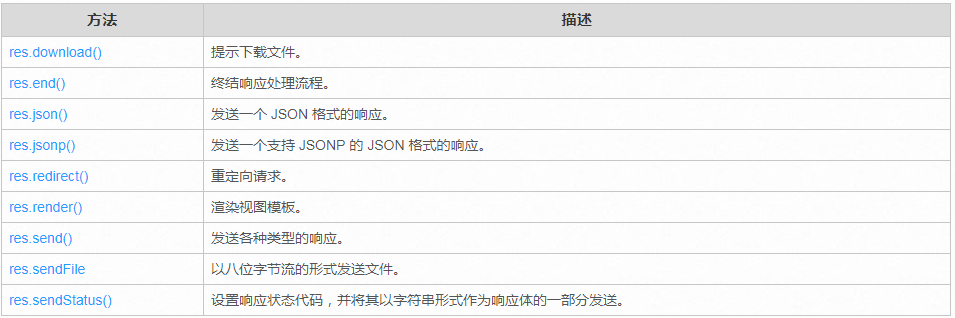 方法 描述
res.download() 提示下载文件。
res.end() 终结响应处理流程。
res.json() 发送一个 JSON 格式的响应。
res.jsonp() 发送一个支持 JSONP 的 JSON 格式的响应。
res.redirect() 重定向请求。
res.render() 渲染视图模板。
res.send() 发送各种类型的响应。
res.sendFile 以八位字节流的形式发送文件。
res.sendStatus() 设置响应状态代码，并将其以字符串形式作为响应体的一部分发送。